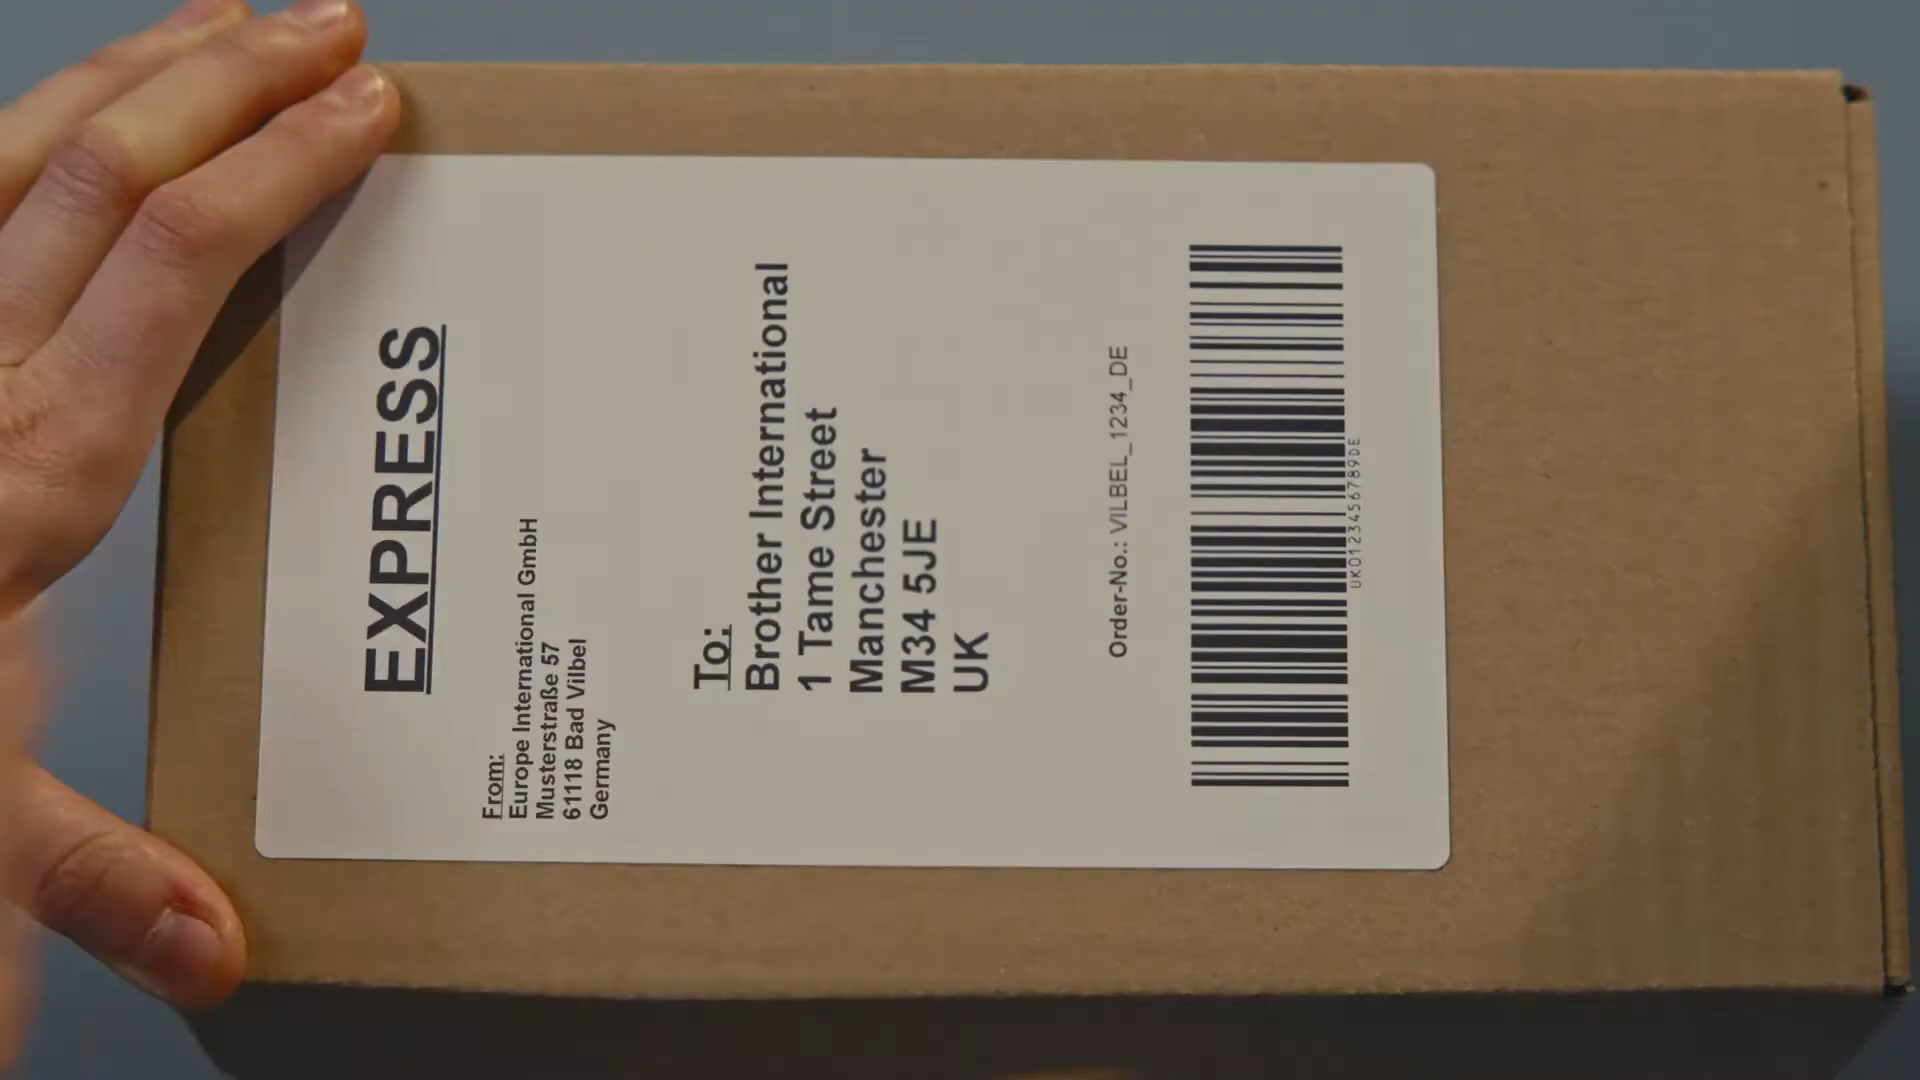 EXPRESS
From:
Europe International GmbH
Musterstraße 57
61118 Bad Vilbel
Germany
To:
Brother International
1 Tame Street
Manchester
M34 5JE
UK
Order-No.: VILBEL_1234_DE
UK0123456789DE